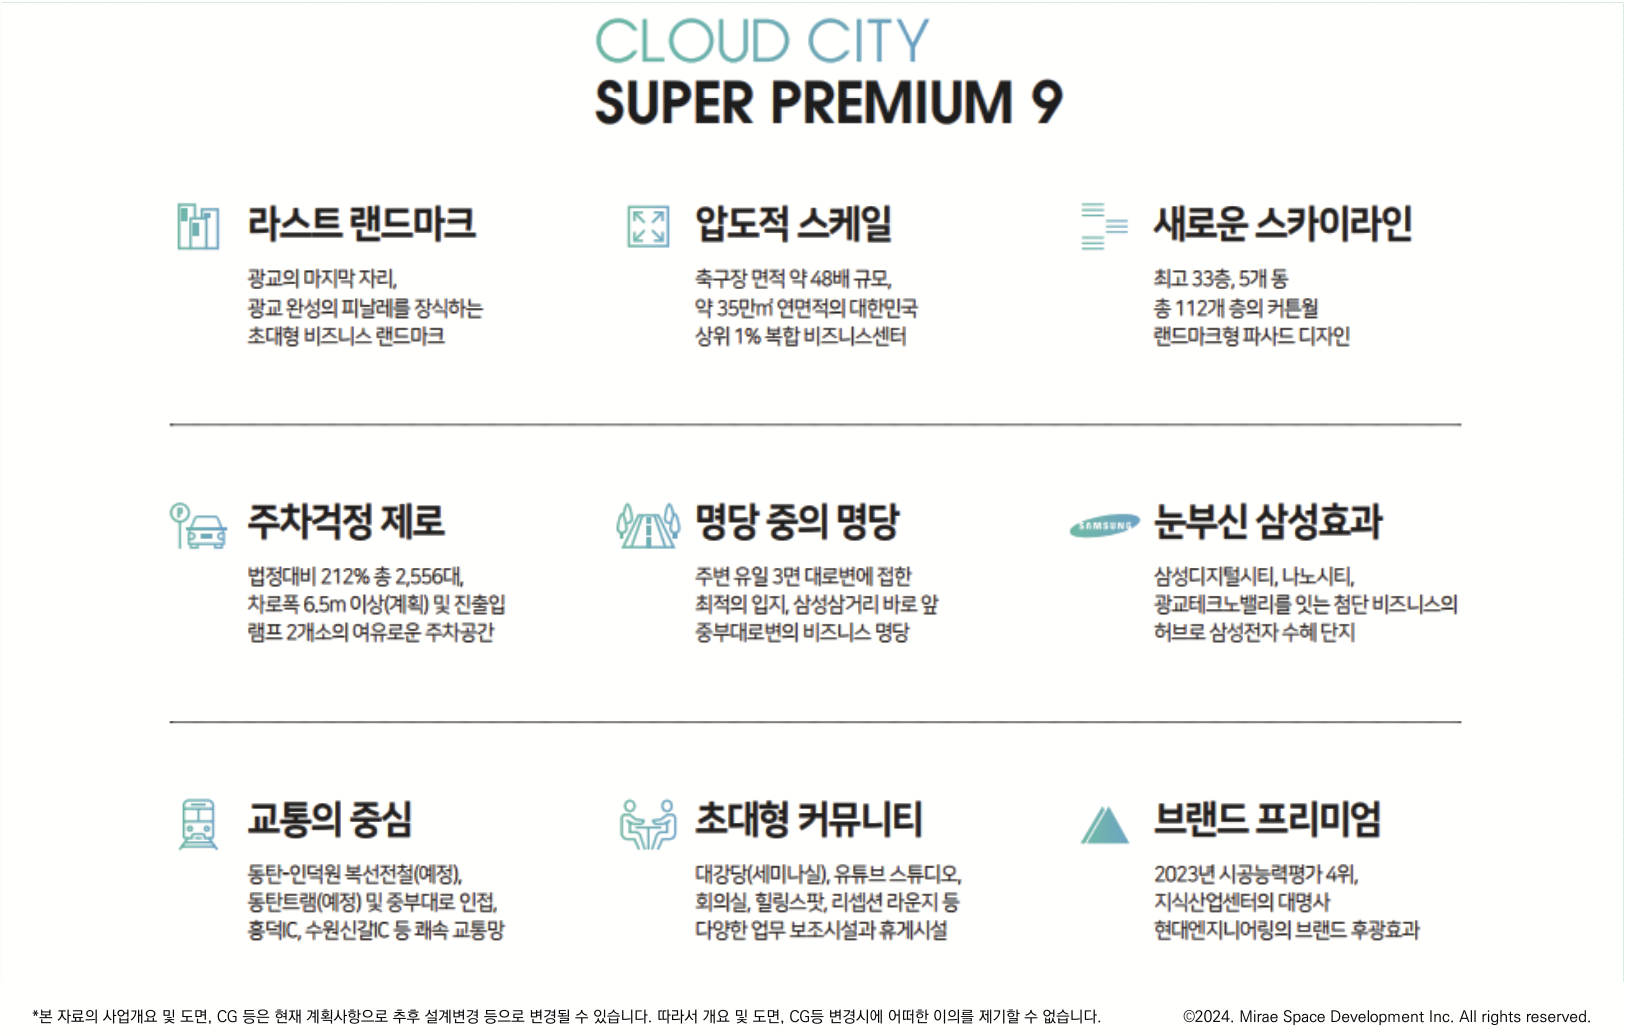 CLOUD CITY
SUPER PREMIUM 9
라스트 랜드마크
광교의 마지막 자리,
광교 완성의 피날레를 장식하는
초대형 비즈니스 랜드마크
압도적 스케일
축구장 면적 약 48배 규모,
약 35만㎡ 연면적의 대한민국
상위 1% 복합 비즈니스센터
새로운 스카이라인
최고 33층, 5개 동
총 112개 층의 커튼월
랜드마크형 파사드 디자인
P
주차걱정 제로
법정대비 212% 총 2,556대,
차로폭 6.5m 이상(계획) 및 진출입
램프 2개소의 여유로운 주차공간
명당 중의 명당
주변 유일 3면 대로변에 접한
최적의 입지, 삼성삼거리 바로 앞
중부대로변의 비즈니스 명당
SAMSUNG
눈부신 삼성효과
삼성디지털시티, 나노시티,
광교테크노밸리를 잇는 첨단 비즈니스의
허브로 삼성전자 수혜 단지
교통의 중심
동탄-인덕원 복선전철(예정),
동탄트램(예정) 및 중부대로 인접,
흥덕IC, 수원신갈IC 등 쾌속 교통망
초대형 커뮤니티
대강당(세미나실), 유튜브 스튜디오,
회의실, 힐링스팟, 리셉션 라운지 등
다양한 업무 보조시설과 휴게시설
브랜드 프리미엄
2023년 시공능력평가 4위,
지식산업센터의 대명사
현대엔지니어링의 브랜드 후광효과
*본 자료의 사업개요 및 도면, CG 등은 현재 계획사항으로 추후 설계변경 등으로 변경될 수 있습니다. 따라서 개요 및 도면, CG등 변경시에 어떠한 이의를 제기할 수 없습니다.
©2024. Mirae Space Development Inc. All rights reserved.